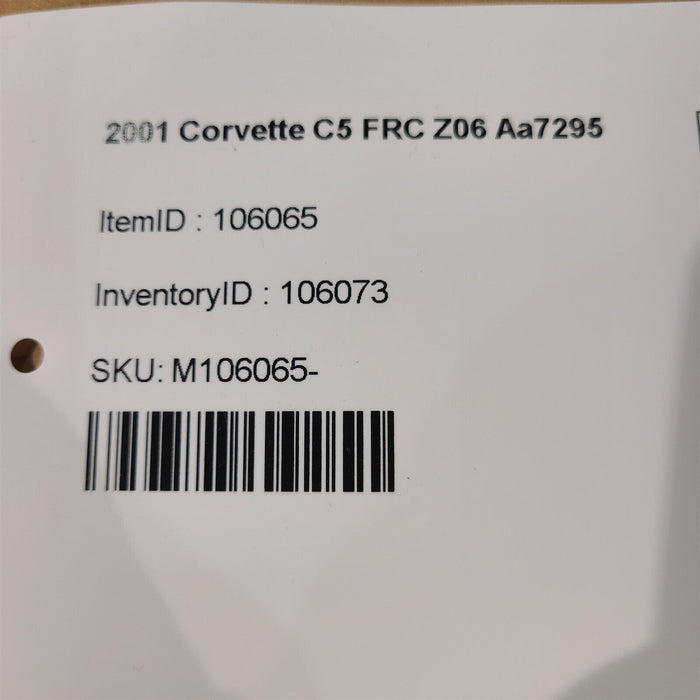 2001 Corvette C5 FRC Z06 Aa7295
ItemID : 106065
InventoryID : 106073
SKU: M106065-